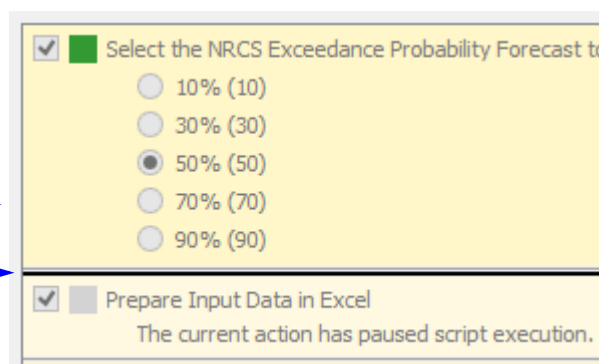 Select the NRCS Exceedance Probability Forecast to
10% (10)
30% (30)
50% (50)
70% (70)
90% (90)
Prepare Input Data in Excel
The current action has paused script execution.